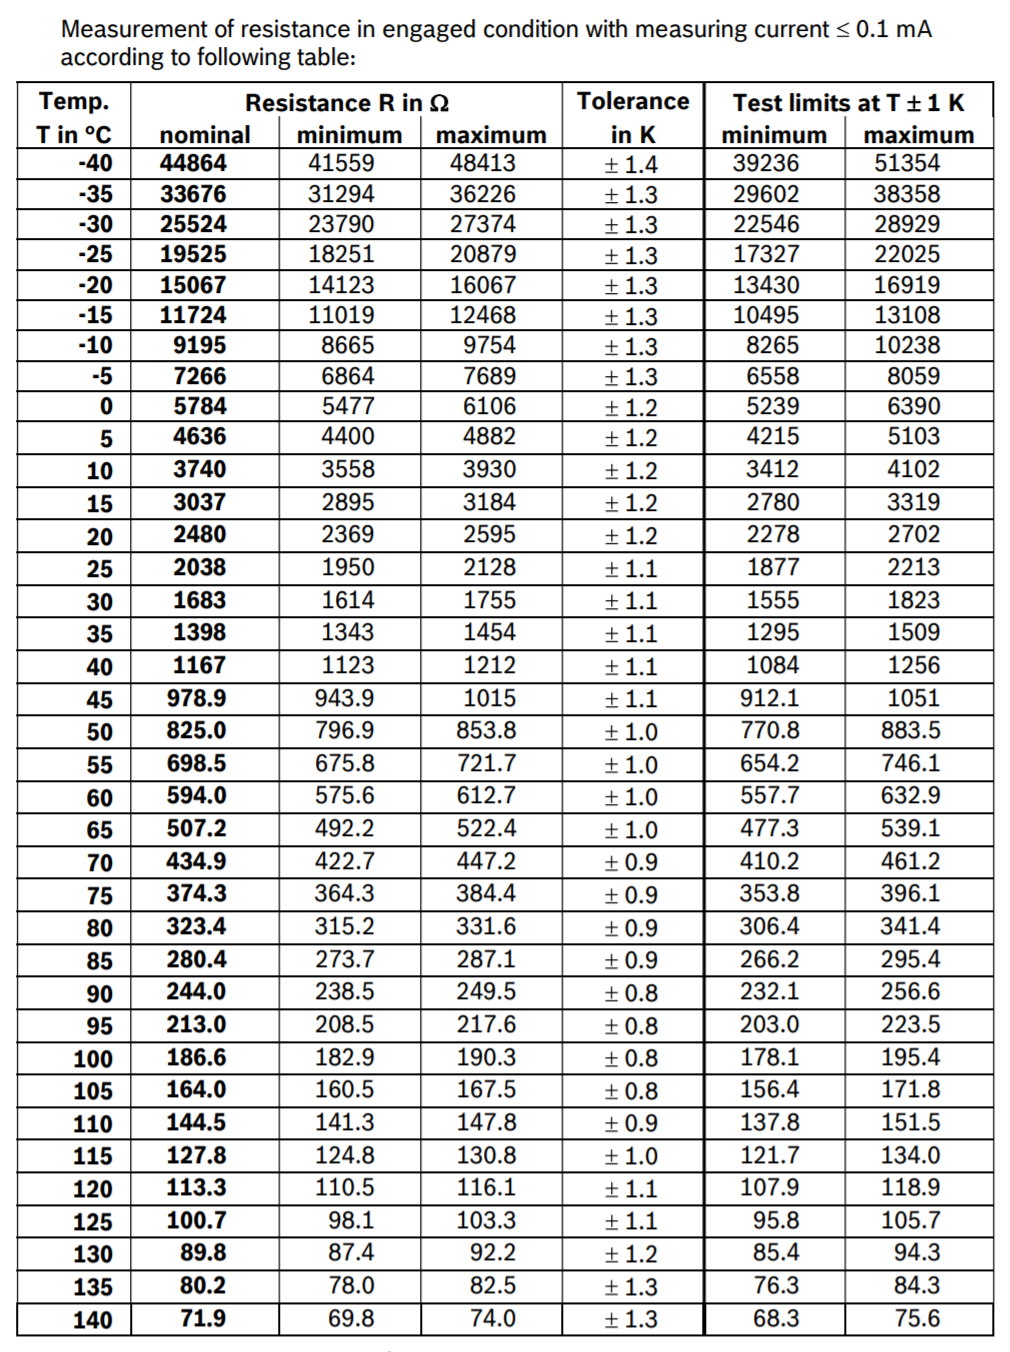 Measurement of resistance in engaged condition with measuring current ≤ 0.1 mA
according to following table:
Temp. Resistance R in Ω Tolerance Test limits at T ± 1 K
T in °C nominal minimum maximum in K minimum maximum
-40 44864 41559 48413 ± 1.4 39236 51354
-35 33676 31294 36226 ± 1.3 29602 38358
-30 25524 23790 27374 ± 1.3 22546 28929
-25 19525 18251 20879 ± 1.3 17327 22025
-20 15067 14123 16067 ± 1.3 13430 16919
-15 11724 11019 12468 ± 1.3 10495 13108
-10 9195 8665 9754 ± 1.3 8265 10238
-5 7266 6864 7689 ± 1.3 6558 8059
0 5784 5477 6106 ± 1.2 5239 6390
5 4636 4400 4882 ± 1.2 4215 5103
10 3740 3558 3930 ± 1.2 3412 4102
15 3037 2895 3184 ± 1.2 2780 3319
20 2480 2369 2595 ± 1.2 2278 2702
25 2038 1950 2128 ± 1.1 1877 2213
30 1683 1614 1755 ± 1.1 1555 1823
35 1398 1343 1454 ± 1.1 1295 1509
40 1167 1123 1212 ± 1.1 1084 1256
45 978.9 943.9 1015 ± 1.1 912.1 1051
50 825.0 796.9 853.8 ± 1.0 770.8 883.5
55 698.5 675.8 721.7 ± 1.0 654.2 746.1
60 594.0 575.6 612.7 ± 1.0 557.7 632.9
65 507.2 492.2 522.4 ± 1.0 477.3 539.1
70 434.9 422.7 447.2 ± 0.9 410.2 461.2
75 374.3 364.3 384.4 ± 0.9 353.8 396.1
80 323.4 315.2 331.6 ± 0.9 306.4 341.4
85 280.4 273.7 287.1 ± 0.9 266.2 295.4
90 244.0 238.5 249.5 ± 0.8 232.1 256.6
95 213.0 208.5 217.6 ± 0.8 203.0 223.5
100 186.6 182.9 190.3 ± 0.8 178.1 195.4
105 164.0 160.5 167.5 ± 0.8 156.4 171.8
110 144.5 141.3 147.8 ± 0.9 137.8 151.5
115 127.8 124.8 130.8 ± 1.0 121.7 134.0
120 113.3 110.5 116.1 ± 1.1 107.9 118.9
125 100.7 98.1 103.3 ± 1.1 95.8 105.7
130 89.8 87.4 92.2 ± 1.2 85.4 94.3
135 80.2 78.0 82.5 ± 1.3 76.3 84.3
140 71.9 69.8 74.0 ± 1.3 68.3 75.6